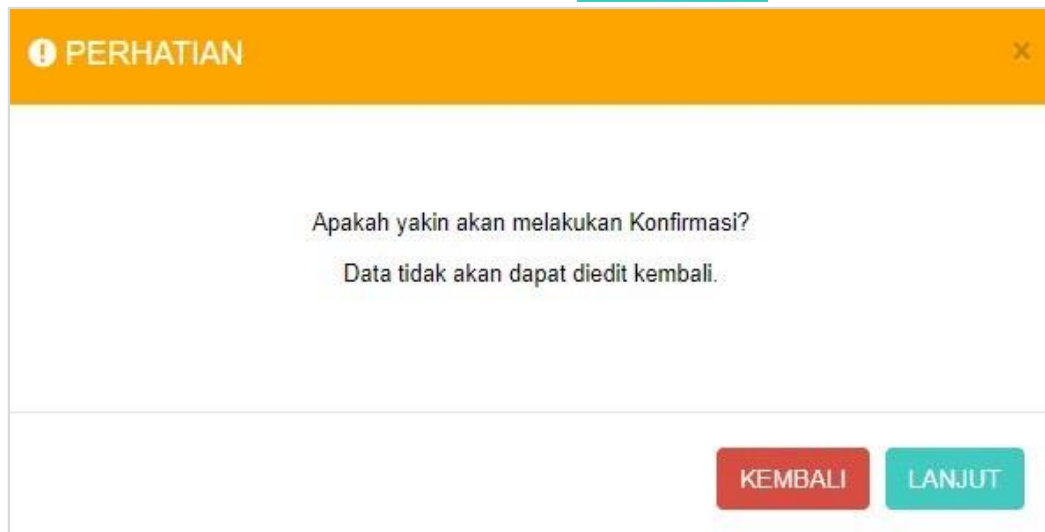 PERHATIAN
×
Apakah yakin akan melakukan Konfirmasi?
Data tidak akan dapat diedit kembali.
KEMBALI LANJUT